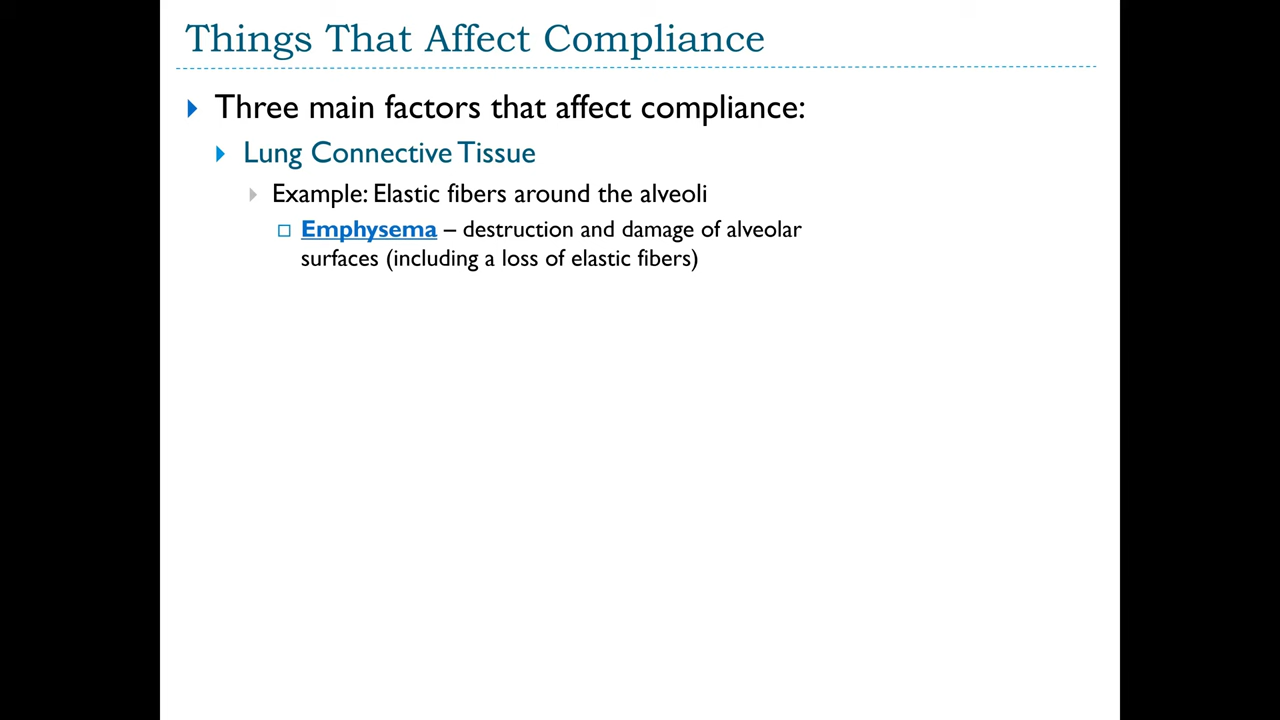 Things That Affect Compliance
Three main factors that affect compliance:
Lung Connective Tissue
Example: Elastic fibers around the alveoli
Emphysema – destruction and damage of alveolar
surfaces (including a loss of elastic fibers)